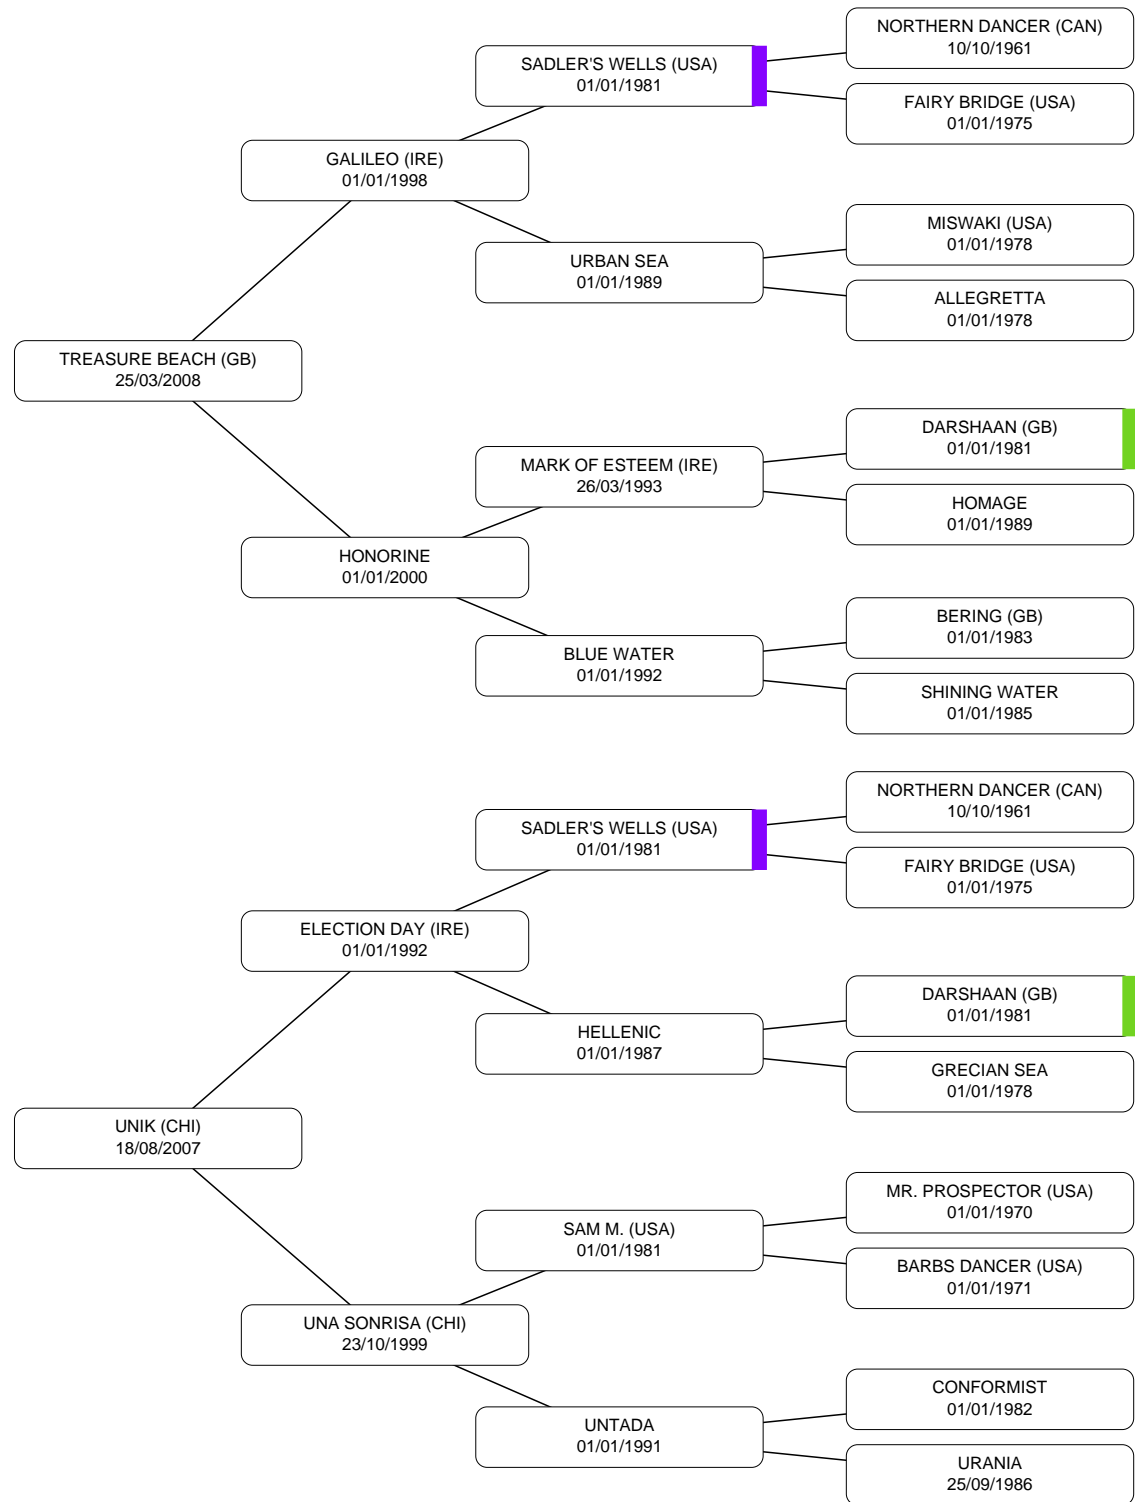 NORTHERN DANCER (CAN)
10/10/1961
SADLER'S WELLS (USA)
01/01/1981
FAIRY BRIDGE (USA)
01/01/1975
GALILEO (IRE)
01/01/1998
MISWAKI (USA)
01/01/1978
URBAN SEA
01/01/1989
ALLEGRETTA
01/01/1978
TREASURE BEACH (GB)
25/03/2008
DARSHAAN (GB)
01/01/1981
MARK OF ESTEEM (IRE)
26/03/1993
HOMAGE
01/01/1989
HONORINE
01/01/2000
BERING (GB)
01/01/1983
BLUE WATER
01/01/1992
SHINING WATER
01/01/1985
NORTHERN DANCER (CAN)
10/10/1961
SADLER'S WELLS (USA)
01/01/1981
FAIRY BRIDGE (USA)
01/01/1975
ELECTION DAY (IRE)
01/01/1992
DARSHAAN (GB)
01/01/1981
HELLENIC
01/01/1987
GRECIAN SEA
01/01/1978
UNIK (CHI)
18/08/2007
MR. PROSPECTOR (USA)
01/01/1970
SAM M. (USA)
01/01/1981
BARBS DANCER (USA)
01/01/1971
UNA SONRISA (CHI)
23/10/1999
CONFORMIST
01/01/1982
UNTADA
01/01/1991
URANIA
25/09/1986